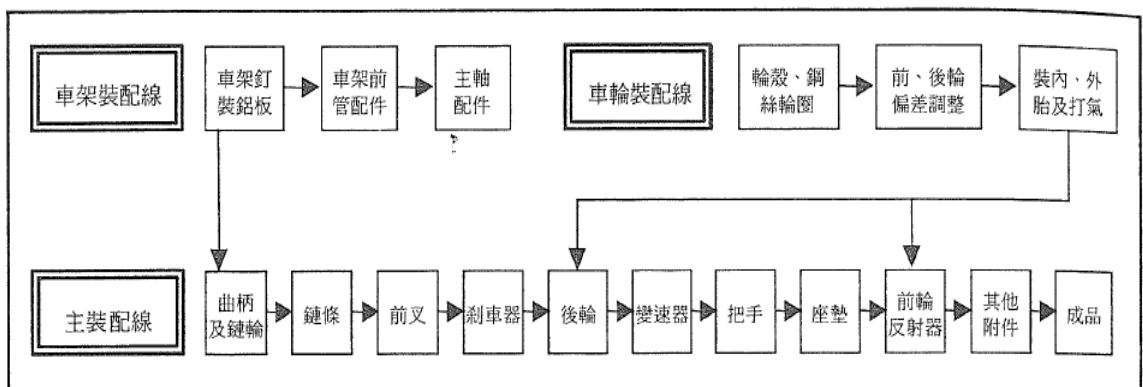 車架裝配線
車架釘
裝鋁板
車架前
管配件
主軸
配件
車輪裝配線
輪殼、鋼
絲輪圈
前、後輪
偏差調整
裝內、外
胎及打氣
主裝配線
曲柄
及鏈輪
鏈條
前叉
剎車器
後輪
變速器
把手
座墊
前輪
反射器
其他
附件
成品